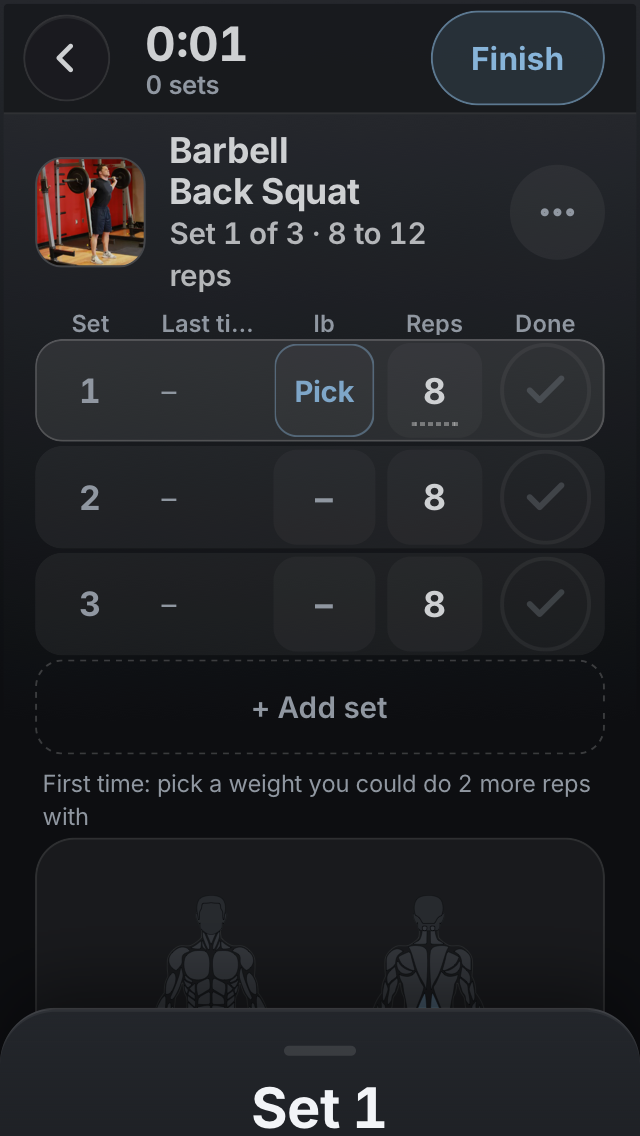 0:01
0 sets
Finish
Barbell
Back Squat
Set 1 of 3 · 8 to 12
reps
Set Last ti... lb Reps Done
1 – Pick 8
2 – – 8
3 – – 8
+ Add set
First time: pick a weight you could do 2 more reps
with
Set 1